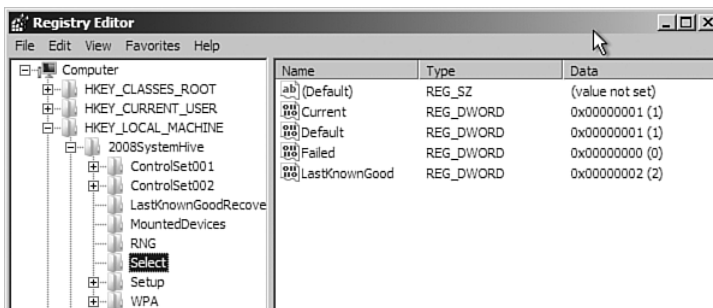 Registry Editor
File Edit View Favorites Help
Computer
HKEY_CLASSES_ROOT
HKEY_CURRENT_USER
HKEY_LOCAL_MACHINE
2008SystemHive
ControlSet001
ControlSet002
LastKnownGoodRecove
MountedDevices
RNG
Select
Setup
WPA
Name Type Data
ab (Default) REG_SZ (value not set)
Current REG_DWORD 0x00000001 (1)
Default REG_DWORD 0x00000001 (1)
Failed REG_DWORD 0x00000000 (0)
LastKnownGood REG_DWORD 0x00000002 (2)